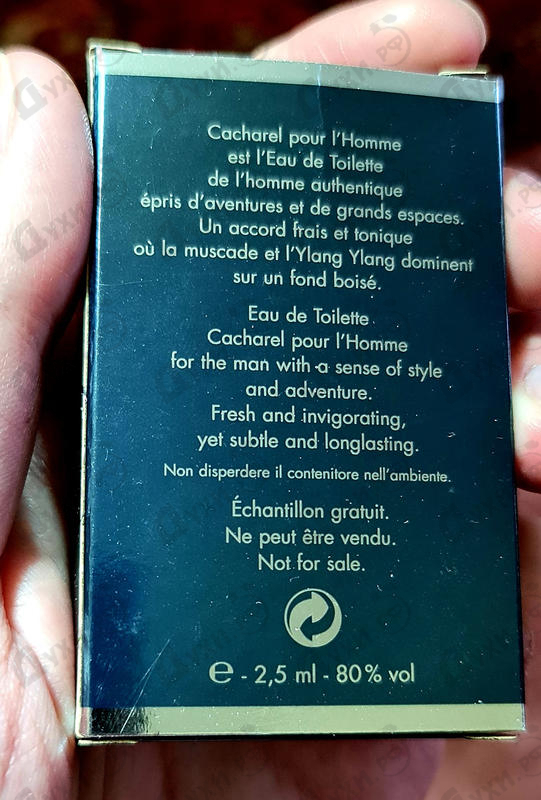 Cacharel pour l'Homme
est l'Eau de Toilette
de l'homme authentique
épris d'aventures et de grands espaces.
Un accord frais et tonique
où la muscade et l'Ylang Ylang dominent
sur un fond boisé.
Eau de Toilette
Cacharel pour l'Homme
for the man with a sense of style
and adventure.
Fresh and invigorating,
yet subtle and longlasting.
Non disperdere il contenitore nell'ambiente.
Échantillon gratuit.
Ne peut être vendu.
Not for sale.
℮ - 2,5 ml - 80% vol